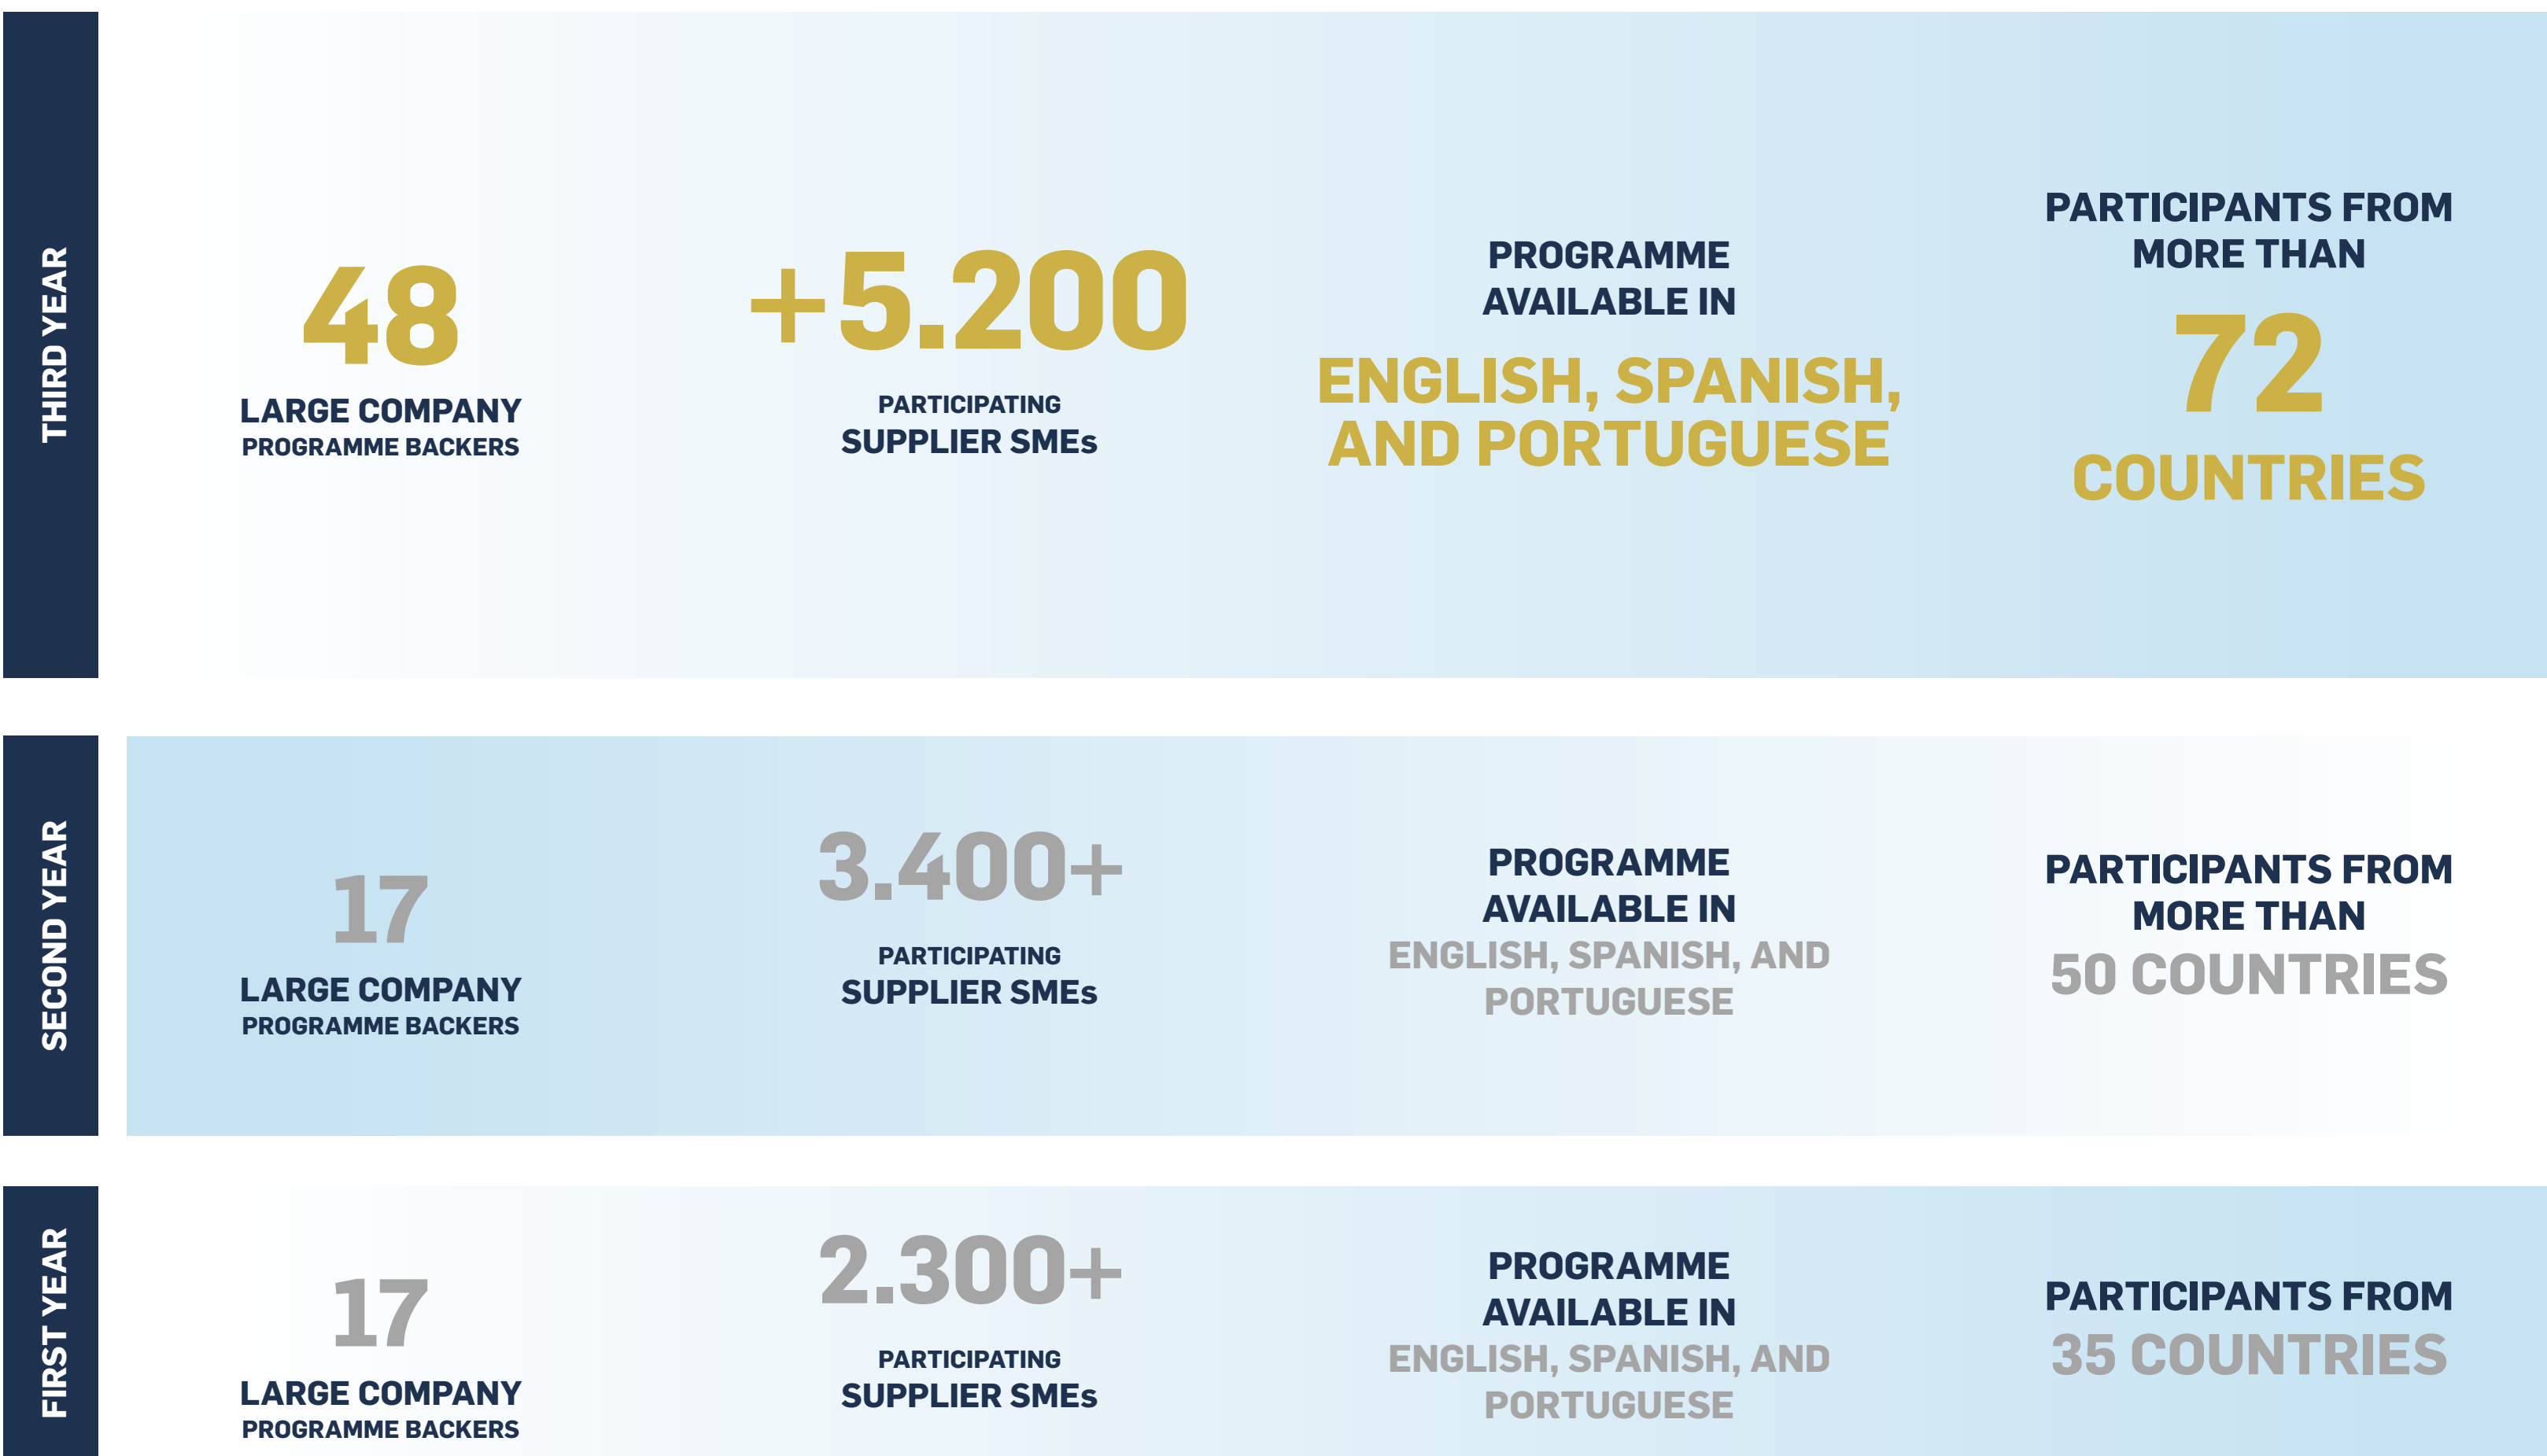 THIRD YEAR
48
LARGE COMPANY
PROGRAMME BACKERS
+5.200
PARTICIPATING
SUPPLIER SMEs
PROGRAMME
AVAILABLE IN
ENGLISH, SPANISH,
AND PORTUGUESE
PARTICIPANTS FROM
MORE THAN
72
COUNTRIES
SECOND YEAR
17
LARGE COMPANY
PROGRAMME BACKERS
3.400+
PARTICIPATING
SUPPLIER SMEs
PROGRAMME
AVAILABLE IN
ENGLISH, SPANISH, AND
PORTUGUESE
PARTICIPANTS FROM
MORE THAN
50 COUNTRIES
FIRST YEAR
17
LARGE COMPANY
PROGRAMME BACKERS
2.300+
PARTICIPATING
SUPPLIER SMEs
PROGRAMME
AVAILABLE IN
ENGLISH, SPANISH, AND
PORTUGUESE
PARTICIPANTS FROM
35 COUNTRIES